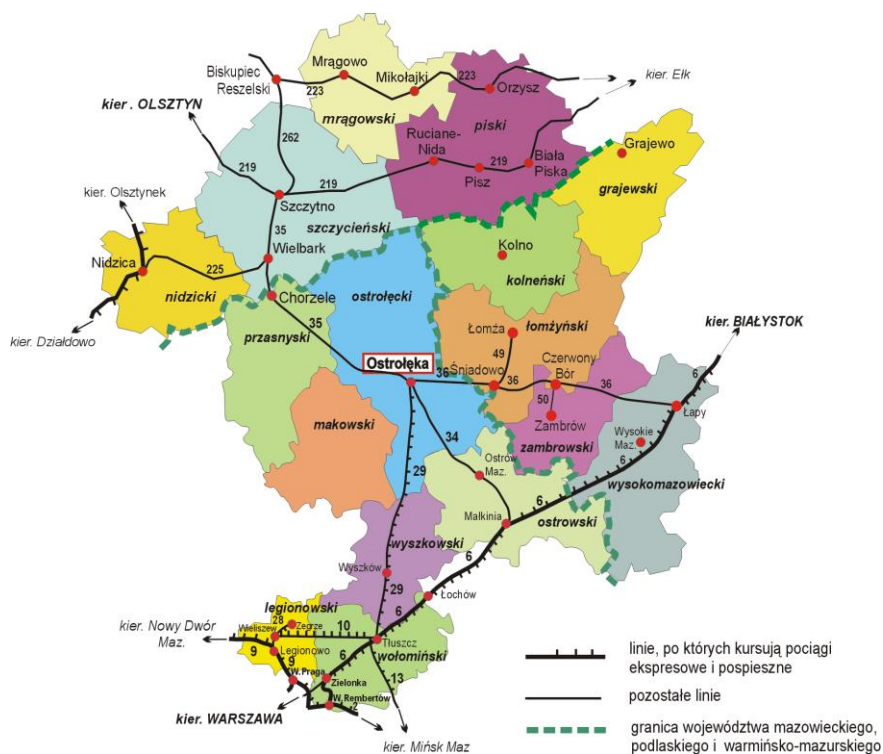 Mrągowo
Biskupiec
Reszelski
223
Mikołajki
223
Orzysz
kier. Ełk
mrągowski
kier . OLSZTYN
piski
262
Ruciane-
Nida
219
219
219
Pisz
Biała
Piska
Grajewo
grajewski
kier. Olsztynek
Szczytno
szczycieński
35
Wielbark
Kolno
kolneński
Nidzica
225
nidzicki
Chorzele
ostrołęcki
kier. Działdowo
35
przasnyski
Łomża
łomżyński
kier. BIAŁYSTOK
Ostrołęka
49
Czerwony
Bór
6
36
Śniadowo
36
36
50
Łapy
makowski
Zambrów
34
Wysokie
Maz.
zambrowski
Ostrów
Maz.
29
6
wysokomazowiecki
6
Małkinia
ostrowski
wyszkowski
6
Wyszków
29
Łochów
legionowski
6
28
Zegrze
Wieliszew
kier. Nowy Dwór
Maz.
10
Tłuszcz
9
Legionowo
9
6
wołomiński
W.Praga
Zielonka
13
W.Rembertów
2
kier. WARSZAWA
kier. Mińsk Maz
linie, po których kursują pociągi
ekspresowe i pospieszne
pozostałe linie
granica województwa mazowieckiego,
podlaskiego i warmińsko-mazurskiego